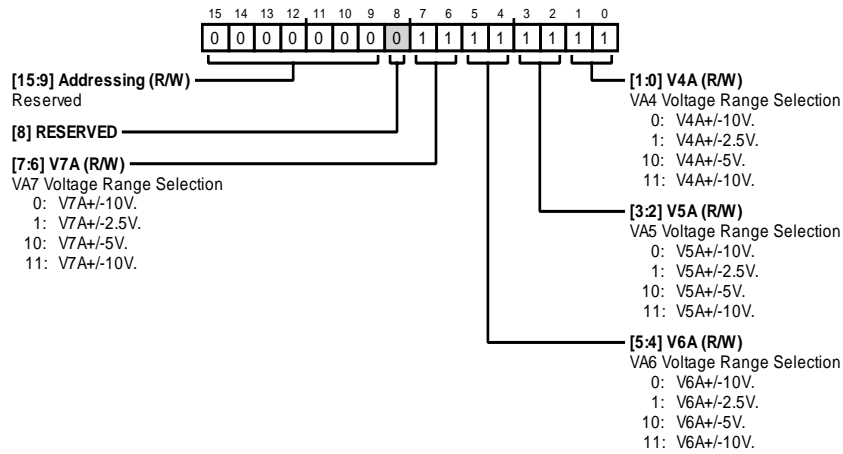 15 14 13 12 11 10 9 8 7 6 5 4 3 2 1 0
0 0 0 0 0 0 0 0 1 1 1 1 1 1 1 1
[15:9] Addressing (R/W)
Reserved
[8] RESERVED
[7:6] V7A (R/W)
VA7 Voltage Range Selection
0: V7A+/-10V.
1: V7A+/-2.5V.
10: V7A+/-5V.
11: V7A+/-10V.
[1:0] V4A (R/W)
VA4 Voltage Range Selection
0: V4A+/-10V.
1: V4A+/-2.5V.
10: V4A+/-5V.
11: V4A+/-10V.
[3:2] V5A (R/W)
VA5 Voltage Range Selection
0: V5A+/-10V.
1: V5A+/-2.5V.
10: V5A+/-5V.
11: V5A+/-10V.
[5:4] V6A (R/W)
VA6 Voltage Range Selection
0: V6A+/-10V.
1: V6A+/-2.5V.
10: V6A+/-5V.
11: V6A+/-10V.